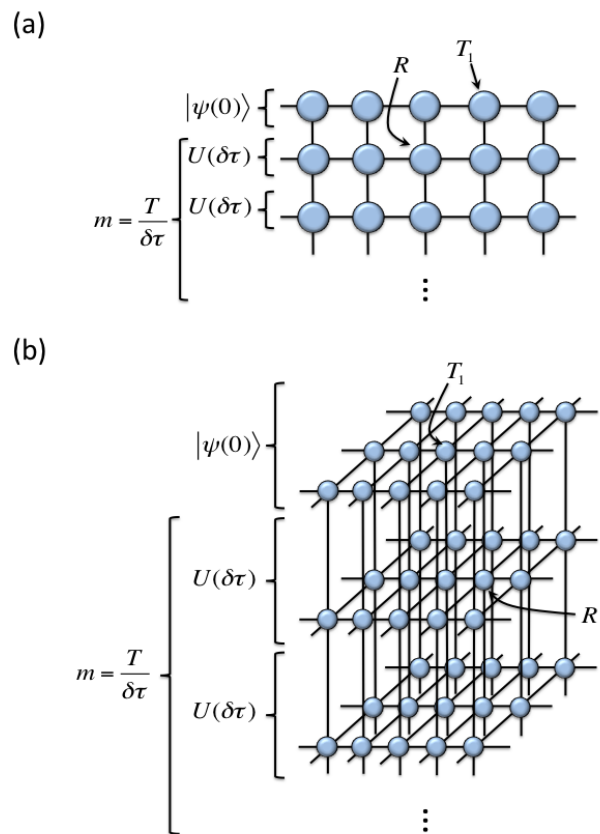 (a)
T₁
R
|ψ(0)⟩
U(δτ)
U(δτ)
m = T/δτ
⋮
(b)
T₁
|ψ(0)⟩
U(δτ)
R
m = T/δτ
U(δτ)
⋮